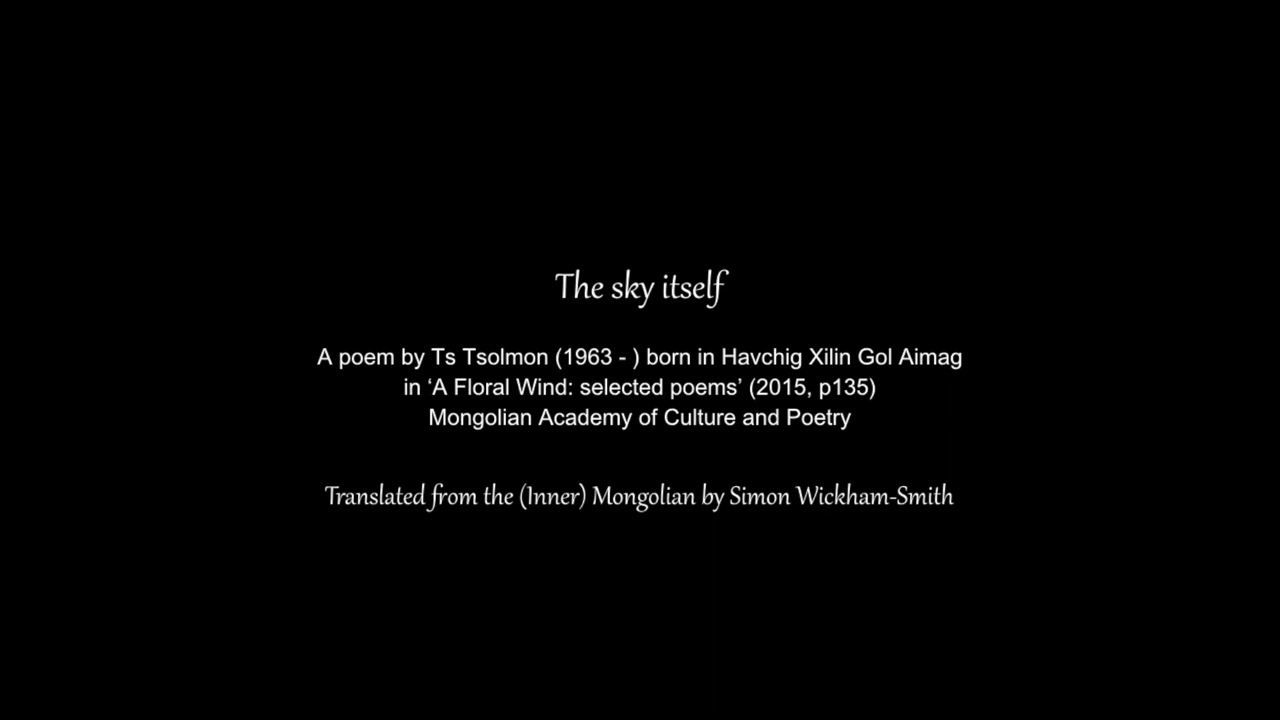 The sky itself
A poem by Ts Tsolmon (1963 - ) born in Havchig Xilin Gol Aimag
in ‘A Floral Wind: selected poems’ (2015, p135)
Mongolian Academy of Culture and Poetry
Translated from the (Inner) Mongolian by Simon Wickham-Smith